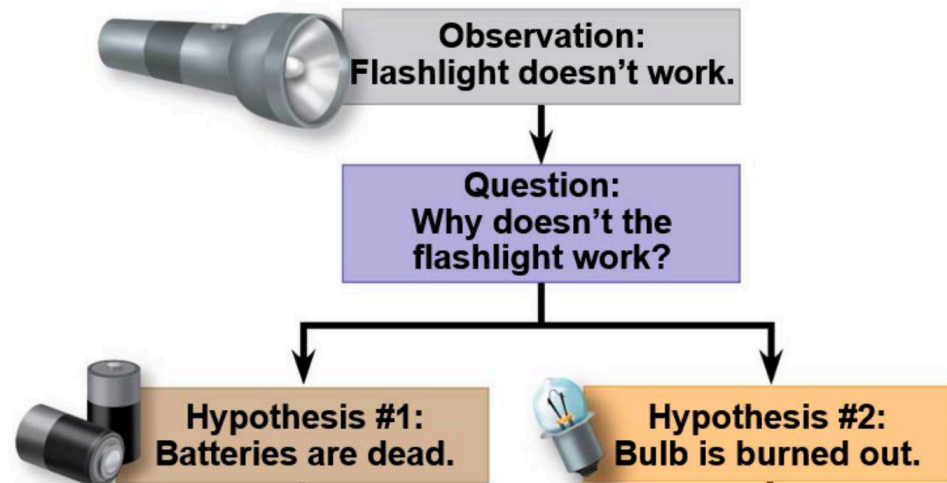 Observation:
Flashlight doesn’t work.
Question:
Why doesn’t the
flashlight work?
Hypothesis #1:
Batteries are dead.
Hypothesis #2:
Bulb is burned out.